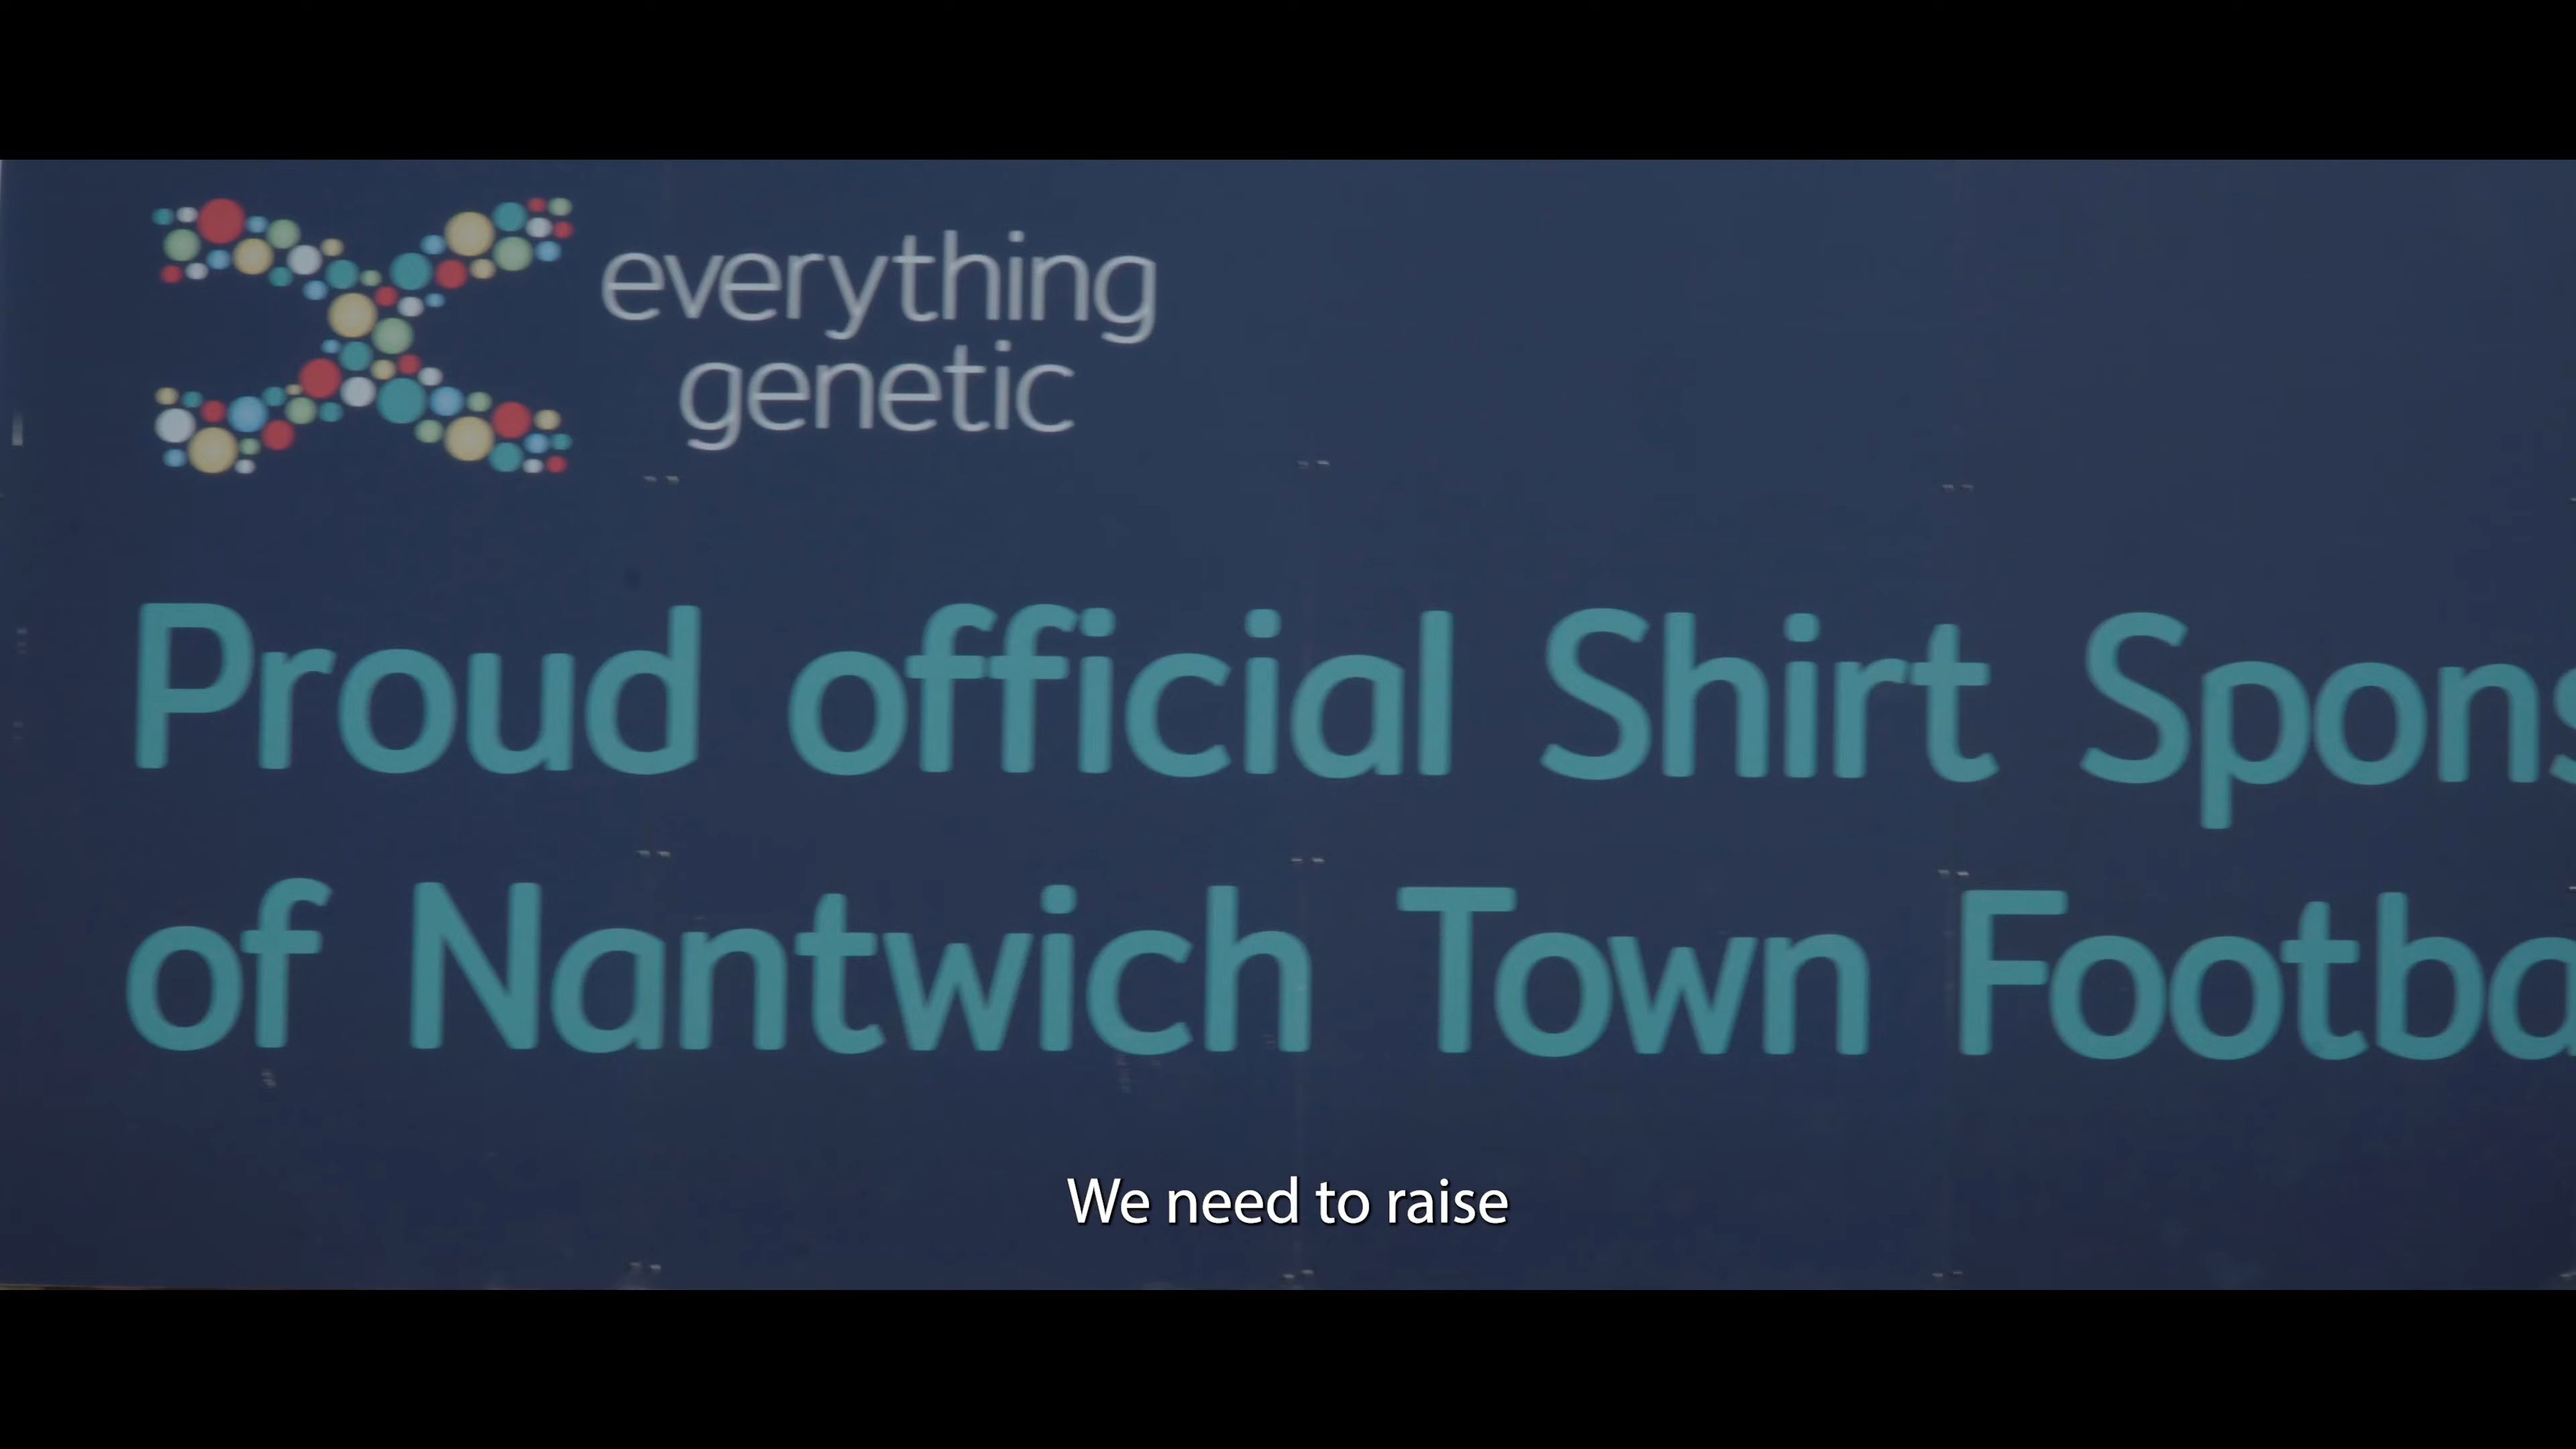 everything
genetic
Proud official Shirt Spons
of Nantwich Town Footba
We need to raise